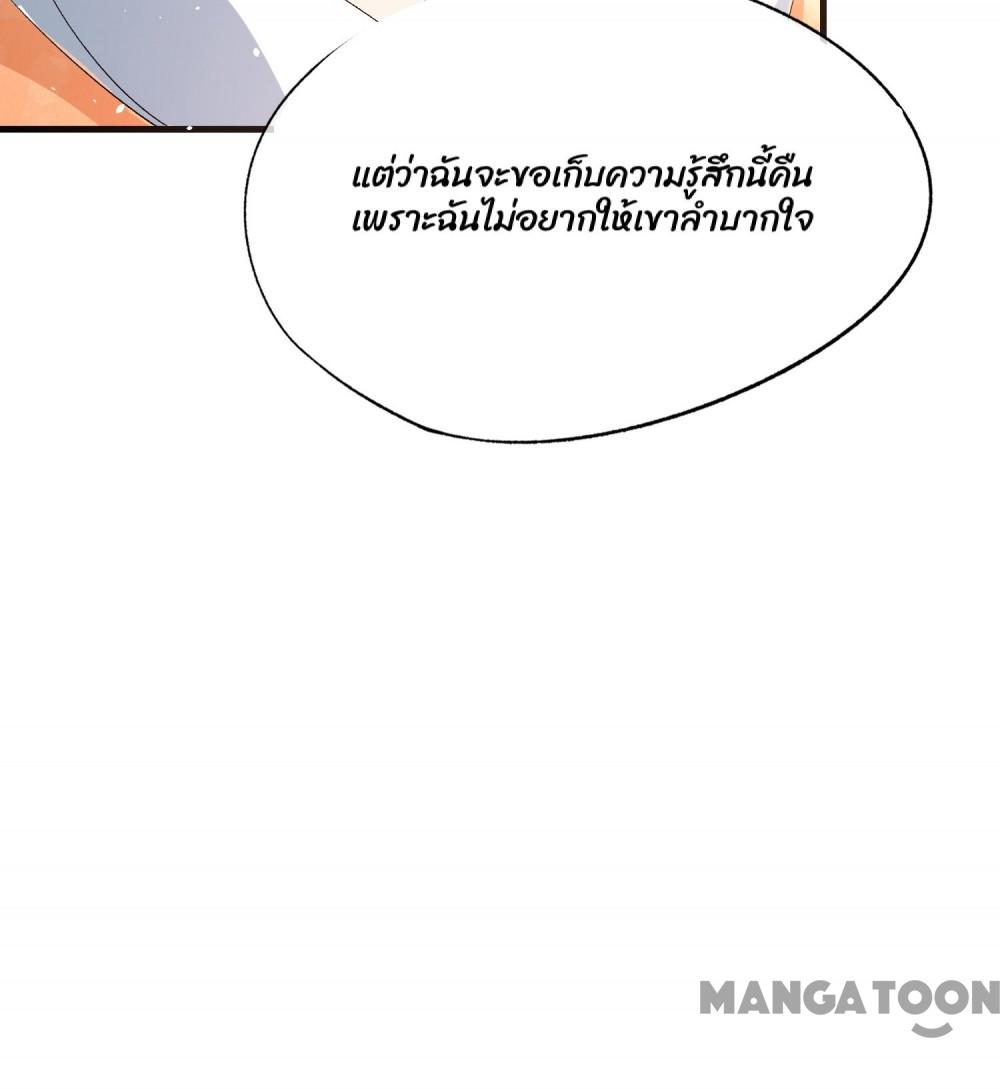 แต่ว่าฉันจะขอเก็บความรู้สึกนี้คืน
เพราะฉันไม่อยากให้เขาลำบากใจ
MANGATOON